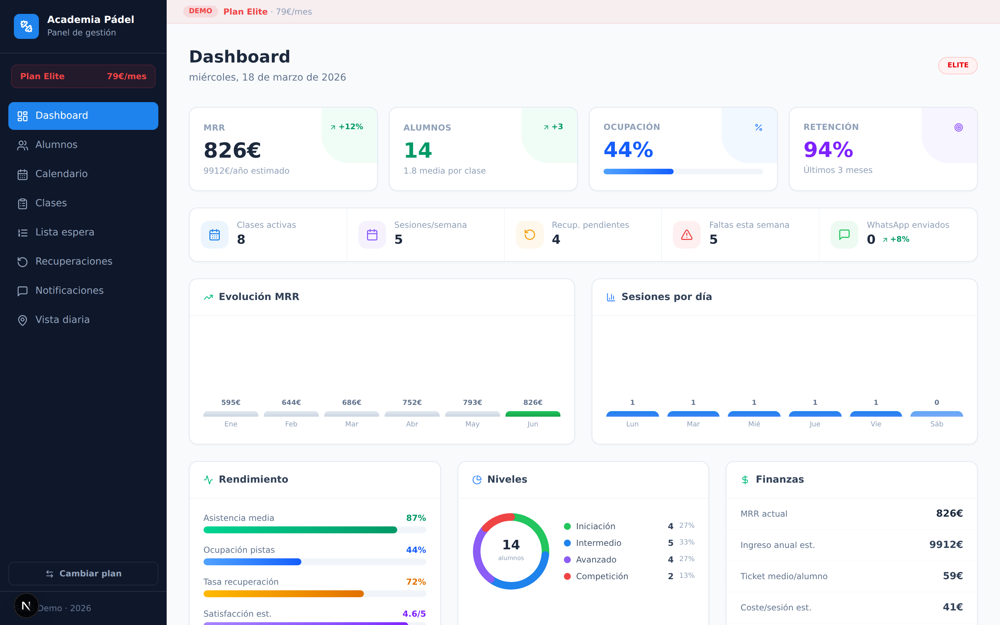 Academia Pádel
Panel de gestión
Plan Elite 79€/mes
Dashboard
Alumnos
Calendario
Clases
Lista espera
Recuperaciones
Notificaciones
Vista diaria
Cambiar plan
Demo · 2026
DEMO Plan Elite · 79€/mes
Dashboard
miércoles, 18 de marzo de 2026
ELITE
MRR
+12%
826€
9912€/año estimado
ALUMNOS
+3
14
1.8 media por clase
OCUPACIÓN
44%
RETENCIÓN
94%
Últimos 3 meses
Clases activas
8
Sesiones/semana
5
Recup. pendientes
4
Faltas esta semana
5
WhatsApp enviados
0 +8%
Evolución MRR
595€ 644€ 686€ 752€ 793€ 826€
Ene Feb Mar Abr May Jun
Sesiones por día
1 1 1 1 1 0
Lun Mar Mié Jue Vie Sáb
Rendimiento
Asistencia media 87%
Ocupación pistas 44%
Tasa recuperación 72%
Satisfacción est. 4.6/5
Niveles
14
alumnos
Iniciación 4 27%
Intermedio 5 33%
Avanzado 4 27%
Competición 2 13%
Finanzas
MRR actual 826€
Ingreso anual est. 9912€
Ticket medio/alumno 59€
Coste/sesión est. 41€